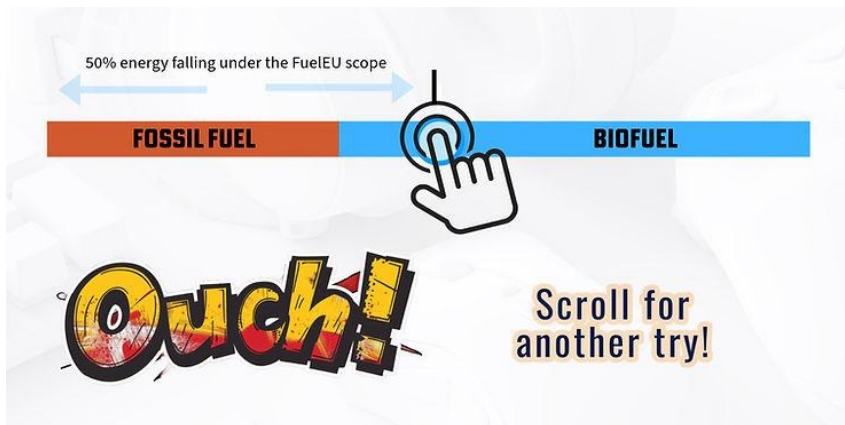 50% energy falling under the FuelEU scope
FOSSIL FUEL
BIOFUEL
Ouch!
Scroll for
another try!